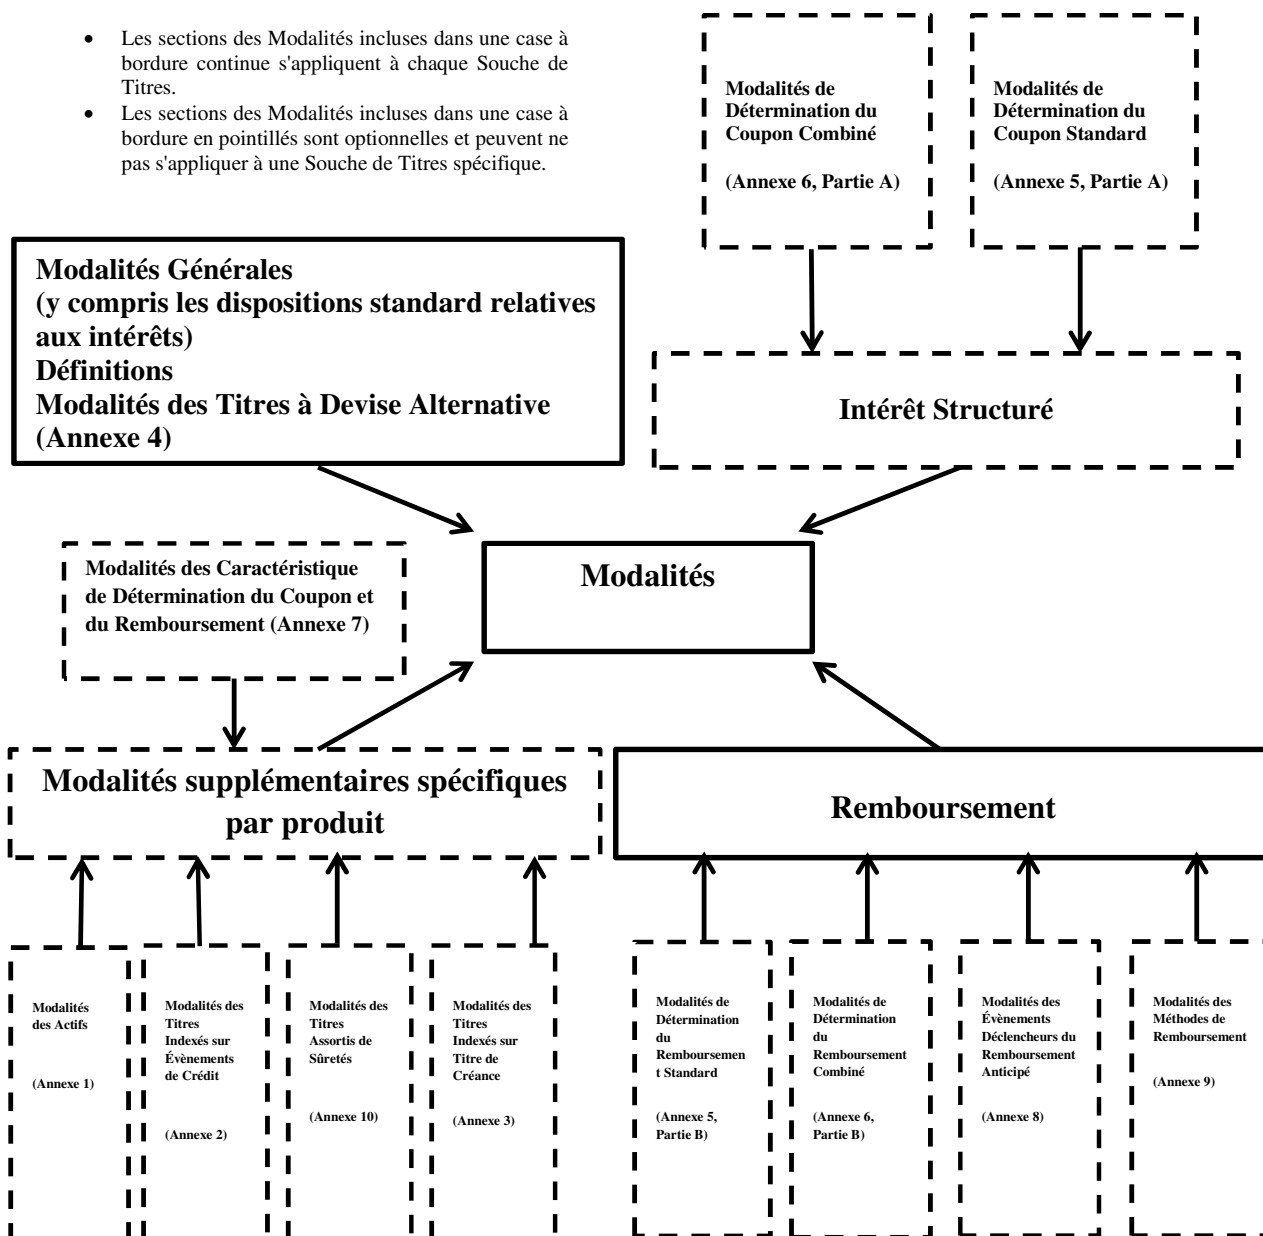 • Les sections des Modalités incluses dans une case à
bordure continue s'appliquent à chaque Souche de
Titres.
• Les sections des Modalités incluses dans une case à
bordure en pointillés sont optionnelles et peuvent ne
pas s'appliquer à une Souche de Titres spécifique.
Modalités de
Détermination du
Coupon Combiné
(Annexe 6, Partie A)
Modalités de
Détermination du
Coupon Standard
(Annexe 5, Partie A)
Modalités Générales
(y compris les dispositions standard relatives
aux intérêts)
Définitions
Modalités des Titres à Devise Alternative
(Annexe 4)
Intérêt Structuré
Modalités des Caractéristique
de Détermination du Coupon et
du Remboursement (Annexe 7)
Modalités
Modalités supplémentaires spécifiques
par produit
Remboursement
Modalités
des Actifs
(Annexe 1)
Modalités des
Titres
Indexés sur
Évènements
de Crédit
(Annexe 2)
Modalités des
Titres
Assortis de
Sûretés
(Annexe 10)
Modalités des
Titres
Indexés sur
Titre de
Créance
(Annexe 3)
Modalités de
Détermination
du
Remboursemen
t Standard
(Annexe 5,
Partie B)
Modalités de
Détermination
du
Remboursement
Combiné
(Annexe 6,
Partie B)
Modalités des
Évènements
Déclencheurs du
Remboursement
Anticipé
(Annexe 8)
Modalités des
Méthodes de
Remboursement
(Annexe 9)